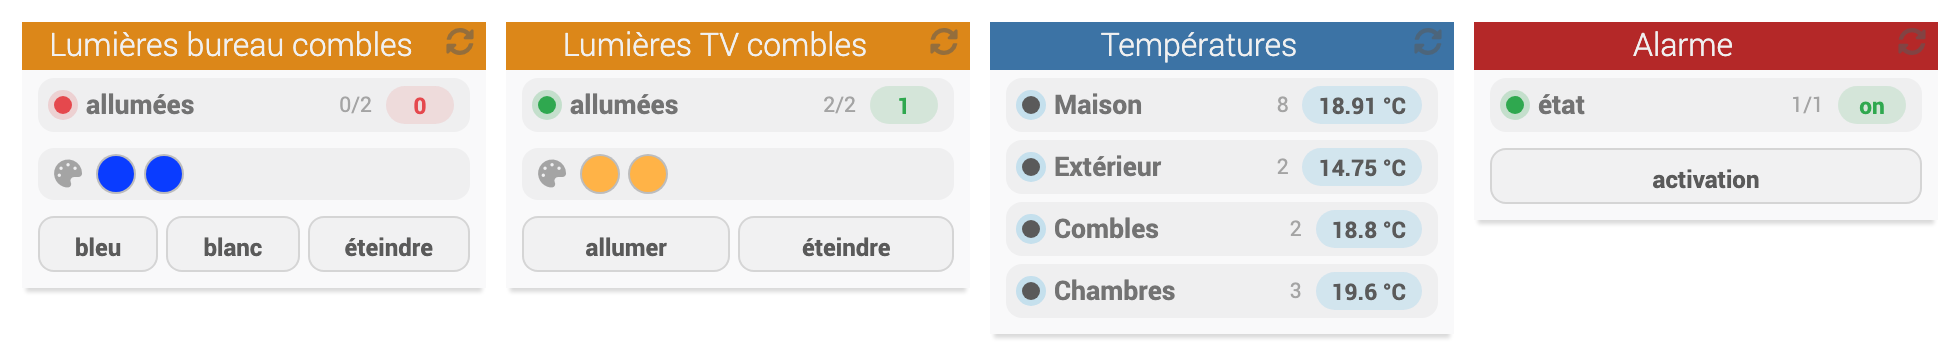 Lumières bureau combles
allumées 0/2 0
bleu blanc éteindre
Lumières TV combles
allumées 2/2 1
allumer éteindre
Températures
Maison 8 18.91 °C
Extérieur 2 14.75 °C
Combles 2 18.8 °C
Chambres 3 19.6 °C
Alarme
état 1/1 on
activation